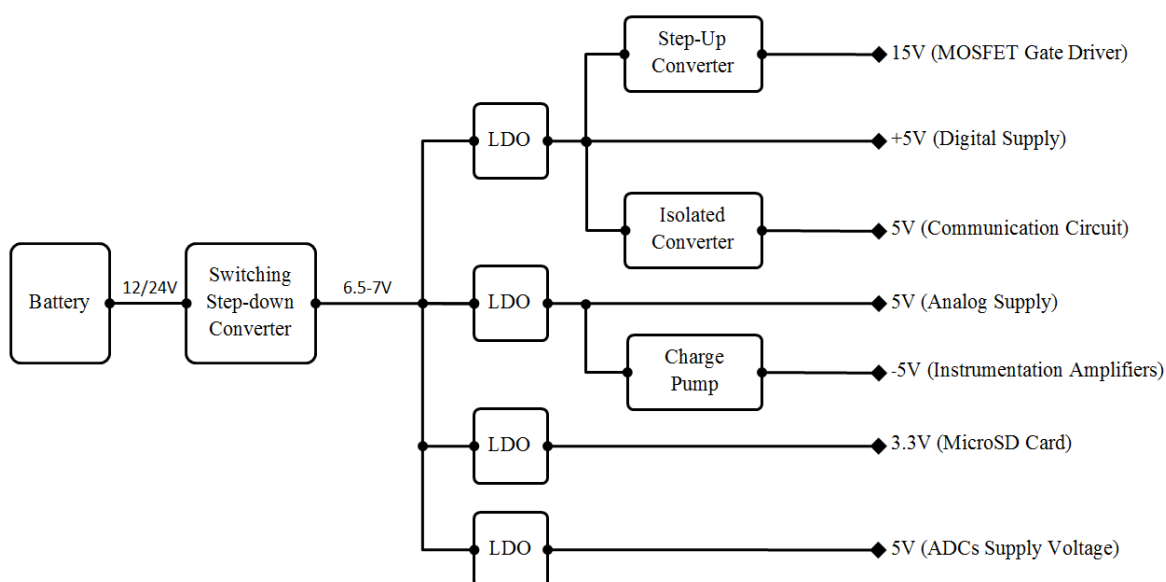 Step-Up
Converter
15V (MOSFET Gate Driver)
LDO
+5V (Digital Supply)
Isolated
Converter
5V (Communication Circuit)
Battery
12/24V
Switching
Step-down
Converter
6.5-7V
LDO
5V (Analog Supply)
Charge
Pump
-5V (Instrumentation Amplifiers)
LDO
3.3V (MicroSD Card)
LDO
5V (ADCs Supply Voltage)